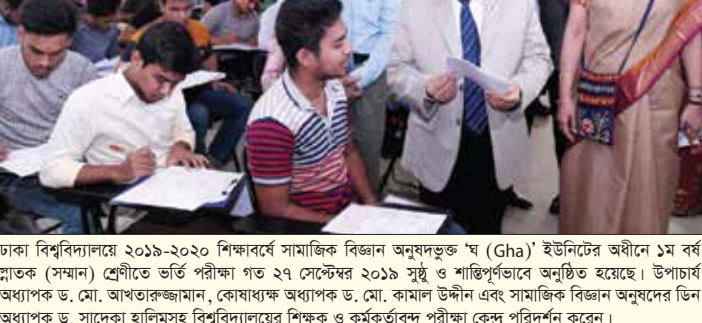 ঢাকা বিশ্ববিদ্যালয়ে ২০১৯-২০২০ শিক্ষাবর্ষে সামাজিক বিজ্ঞান অনুষদভুক্ত ‘ঘ (Gha)’ ইউনিটের অধীনে ১ম বর্ষ
স্নাতক (সম্মান) শ্রেণীতে ভর্তি পরীক্ষা গত ২৭ সেপ্টেম্বর ২০১৯ সুষ্ঠু ও শান্তিপূর্ণভাবে অনুষ্ঠিত হয়েছে। উপাচার্য
অধ্যাপক ড. মো. আখতারুজ্জামান, কোষাধ্যক্ষ অধ্যাপক ড. মো. কামাল উদ্দীন এবং সামাজিক বিজ্ঞান অনুষদের ডিন
অধ্যাপক ড. সাদেকা হালিমসহ বিশ্ববিদ্যালয়ের শিক্ষক ও কর্মকর্তাবৃন্দ পরীক্ষা কেন্দ্র পরিদর্শন করেন।